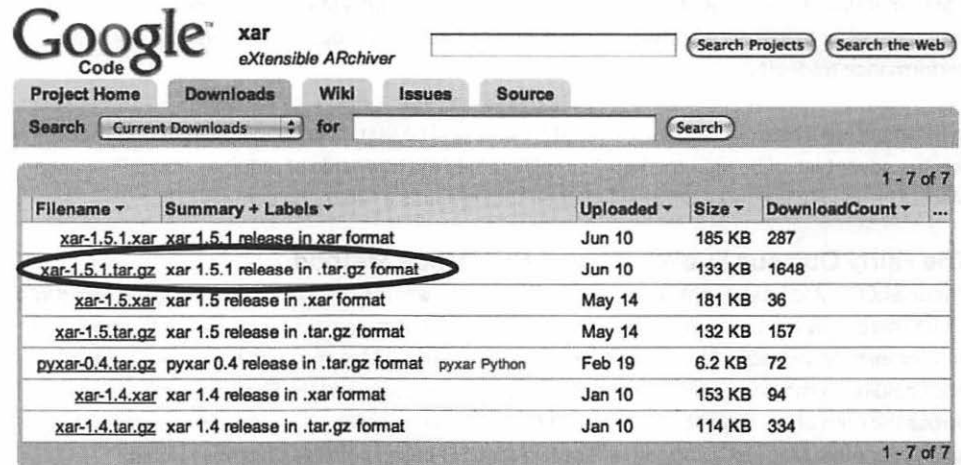 Google
Code
xar
eXtensible ARchiver
Search Projects
Search the Web
Project Home Downloads Wiki Issues Source
Search Current Downloads for Search
1 - 7 of 7
Filename Summary + Labels Uploaded Size DownloadCount ...
xar-1.5.1.xar xar 1.5.1 release in xar format Jun 10 185 KB 287
xar-1.5.1.tar.gz xar 1.5.1 release in .tar.gz format Jun 10 133 KB 1648
xar-1.5.xar xar 1.5 release in .xar format May 14 181 KB 36
xar-1.5.tar.gz xar 1.5 release in .tar.gz format May 14 132 KB 157
pyxar-0.4.tar.gz pyxar 0.4 release in .tar.gz format pyxar Python Feb 19 6.2 KB 72
xar-1.4.xar xar 1.4 release in .xar format Jan 10 153 KB 94
xar-1.4.tar.gz xar 1.4 release in .tar.gz format Jan 10 114 KB 334
1 - 7 of 7